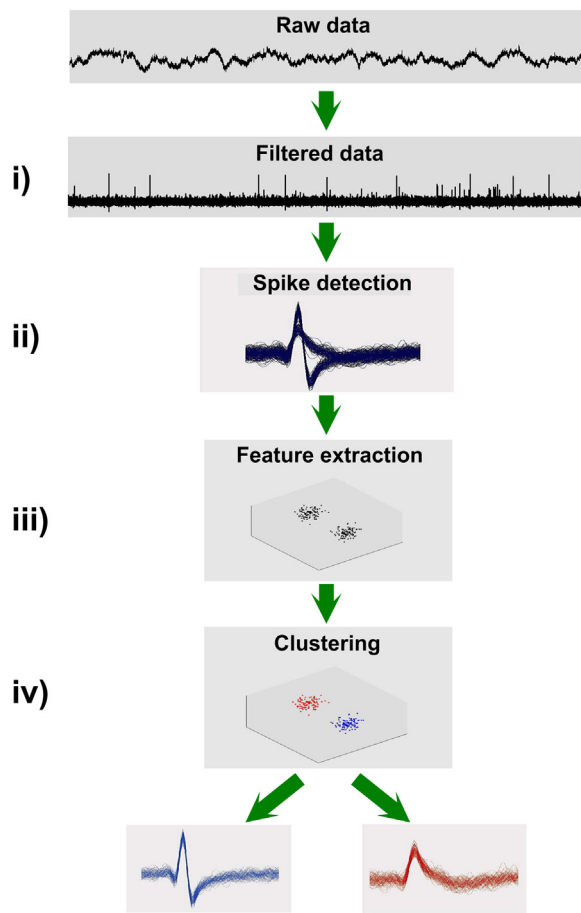 Raw data
i)
Filtered data
ii)
Spike detection
iii)
Feature extraction
iv)
Clustering